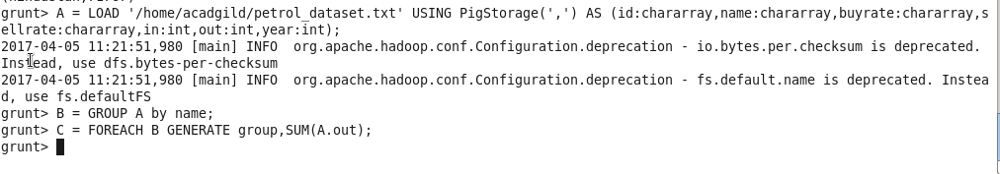 grunt> A = LOAD '/home/acadgild/petrol_dataset.txt' USING PigStorage(',') AS (id:chararray,name:chararray,buyrate:chararray,s
ellrate:chararray,in:int,out:int,year:int);
2017-04-05 11:21:51,980 [main] INFO  org.apache.hadoop.conf.Configuration.deprecation - io.bytes.per.checksum is deprecated.
Instead, use dfs.bytes-per-checksum
2017-04-05 11:21:51,980 [main] INFO  org.apache.hadoop.conf.Configuration.deprecation - fs.default.name is deprecated. Instea
d, use fs.defaultFS
grunt> B = GROUP A by name;
grunt> C = FOREACH B GENERATE group,SUM(A.out);
grunt>